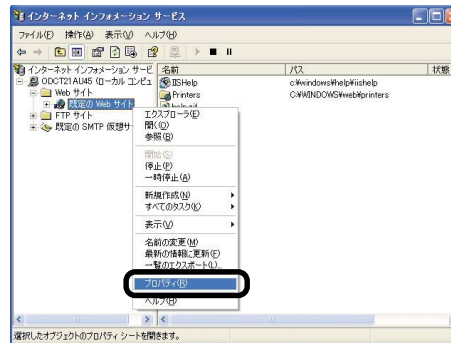 インターネット インフォメーション サービス
ファイル(F) 操作(A) 表示(V) ヘルプ(H)
インターネット インフォメーション サービ
名前 パス 状態
ODCT21AU45 (ローカル コンピュ
IISHelp c:¥windows¥help¥iishelp
Web サイト
Printers C:¥WINDOWS¥web¥printers
既定の Web サイト
help.gif
FTP サイト
既定の SMTP 仮想サ
エクスプローラ(E)
開く(O)
参照(B)
開始(S)
停止(P)
一時停止(A)
新規作成(N)
すべてのタスク(K)
表示(V)
名前の変更(M)
最新の情報に更新(F)
一覧のエクスポート(L)...
プロパティ(R)
ヘルプ(H)
選択したオブジェクトのプロパティ シートを開きます。